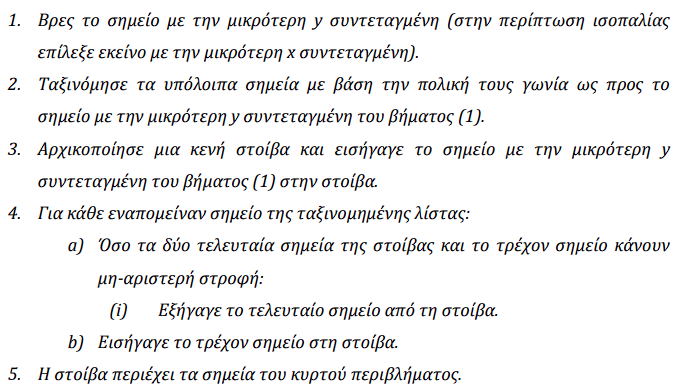 1. Βρες το σημείο με την μικρότερη y συντεταγμένη (στην περίπτωση ισοπαλίας
επίλεξε εκείνο με την μικρότερη x συντεταγμένη).
2. Ταξινόμησε τα υπόλοιπα σημεία με βάση την πολική τους γωνία ως προς το
σημείο με την μικρότερη y συντεταγμένη του βήματος (1).
3. Αρχικοποίησε μια κενή στοίβα και εισήγαγε το σημείο με την μικρότερη y
συντεταγμένη του βήματος (1) στην στοίβα.
4. Για κάθε εναπομείναν σημείο της ταξινομημένης λίστας:
a) Όσο τα δύο τελευταία σημεία της στοίβας και το τρέχον σημείο κάνουν
μη-αριστερή στροφή:
(i) Εξήγαγε το τελευταίο σημείο από τη στοίβα.
b) Εισήγαγε το τρέχον σημείο στη στοίβα.
5. Η στοίβα περιέχει τα σημεία του κυρτού περιβλήματος.